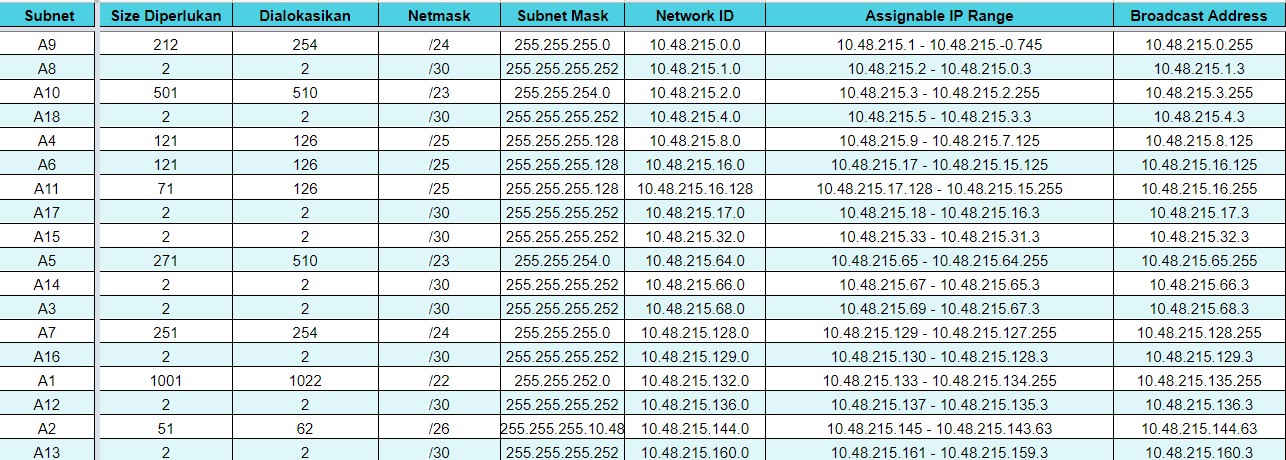 Subnet Size Diperlukan Dialokasikan Netmask Subnet Mask Network ID Assignable IP Range Broadcast Address
A9 212 254 /24 255.255.255.0 10.48.215.0.0 10.48.215.1 - 10.48.215.-0.745 10.48.215.0.255
A8 2 2 /30 255.255.255.252 10.48.215.1.0 10.48.215.2 - 10.48.215.0.3 10.48.215.1.3
A10 501 510 /23 255.255.254.0 10.48.215.2.0 10.48.215.3 - 10.48.215.2.255 10.48.215.3.255
A18 2 2 /30 255.255.255.252 10.48.215.4.0 10.48.215.5 - 10.48.215.3.3 10.48.215.4.3
A4 121 126 /25 255.255.255.128 10.48.215.8.0 10.48.215.9 - 10.48.215.7.125 10.48.215.8.125
A6 121 126 /25 255.255.255.128 10.48.215.16.0 10.48.215.17 - 10.48.215.15.125 10.48.215.16.125
A11 71 126 /25 255.255.255.128 10.48.215.16.128 10.48.215.17.128 - 10.48.215.15.255 10.48.215.16.255
A17 2 2 /30 255.255.255.252 10.48.215.17.0 10.48.215.18 - 10.48.215.16.3 10.48.215.17.3
A15 2 2 /30 255.255.255.252 10.48.215.32.0 10.48.215.33 - 10.48.215.31.3 10.48.215.32.3
A5 271 510 /23 255.255.254.0 10.48.215.64.0 10.48.215.65 - 10.48.215.64.255 10.48.215.65.255
A14 2 2 /30 255.255.255.252 10.48.215.66.0 10.48.215.67 - 10.48.215.65.3 10.48.215.66.3
A3 2 2 /30 255.255.255.252 10.48.215.68.0 10.48.215.69 - 10.48.215.67.3 10.48.215.68.3
A7 251 254 /24 255.255.255.0 10.48.215.128.0 10.48.215.129 - 10.48.215.127.255 10.48.215.128.255
A16 2 2 /30 255.255.255.252 10.48.215.129.0 10.48.215.130 - 10.48.215.128.3 10.48.215.129.3
A1 1001 1022 /22 255.255.252.0 10.48.215.132.0 10.48.215.133 - 10.48.215.134.255 10.48.215.135.255
A12 2 2 /30 255.255.255.252 10.48.215.136.0 10.48.215.137 - 10.48.215.135.3 10.48.215.136.3
A2 51 62 /26 255.255.255.10.48 10.48.215.144.0 10.48.215.145 - 10.48.215.143.63 10.48.215.144.63
A13 2 2 /30 255.255.255.252 10.48.215.160.0 10.48.215.161 - 10.48.215.159.3 10.48.215.160.3